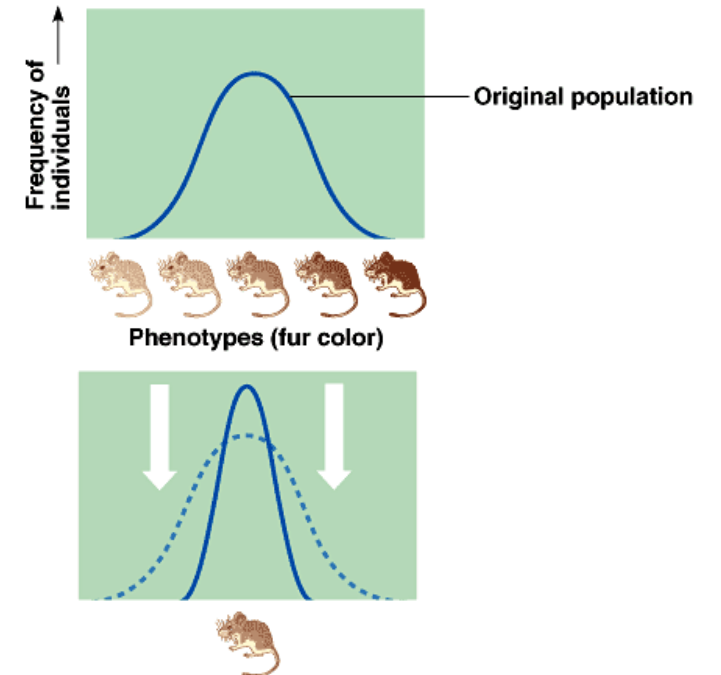 Frequency of
individuals
Original population
Phenotypes (fur color)